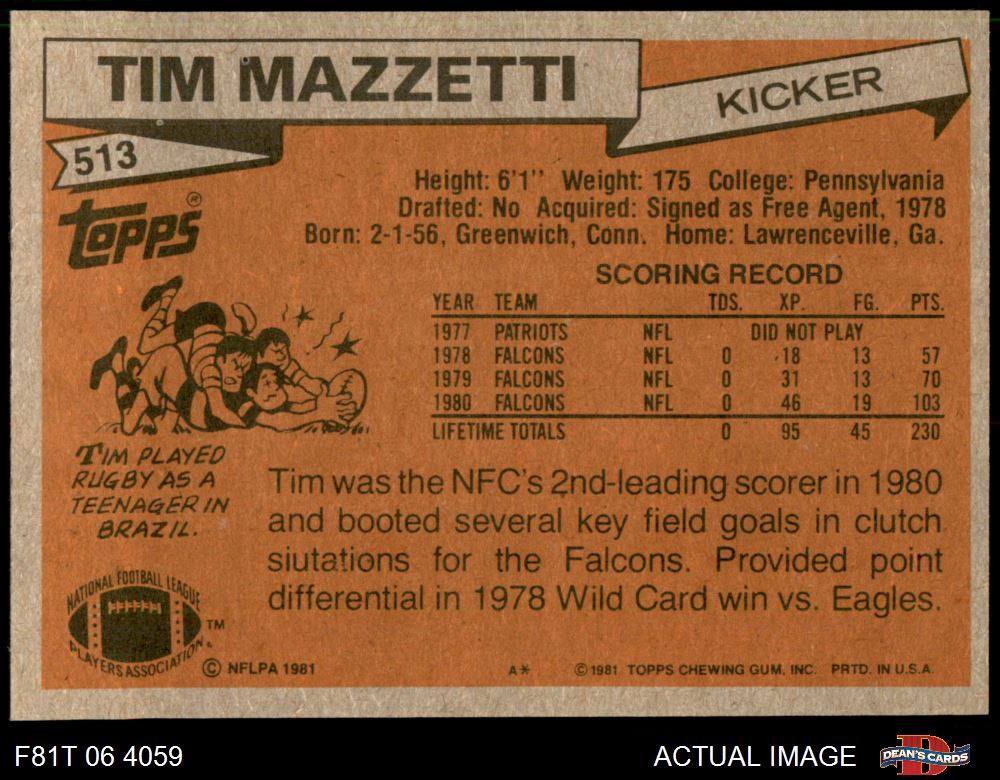 TIM MAZZETTI
KICKER
513
TOPPS®
Height: 6'1'' Weight: 175 College: Pennsylvania
Drafted: No Acquired: Signed as Free Agent, 1978
Born: 2-1-56, Greenwich, Conn. Home: Lawrenceville, Ga.
SCORING RECORD
YEAR TEAM TDS. XP. FG. PTS.
1977 PATRIOTS NFL DID NOT PLAY
1978 FALCONS NFL 0 18 13 57
1979 FALCONS NFL 0 31 13 70
1980 FALCONS NFL 0 46 19 103
LIFETIME TOTALS 0 95 45 230
TIM PLAYED
RUGBY AS A
TEENAGER IN
BRAZIL.
Tim was the NFC's 2nd-leading scorer in 1980
and booted several key field goals in clutch
siutations for the Falcons. Provided point
differential in 1978 Wild Card win vs. Eagles.
NATIONAL FOOTBALL LEAGUE
PLAYERS ASSOCIATION
TM
© NFLPA 1981
A*
© 1981 TOPPS CHEWING GUM, INC. PRTD. IN U.S.A.
F81T 06 4059
ACTUAL IMAGE
D
DEAN'S CARDS